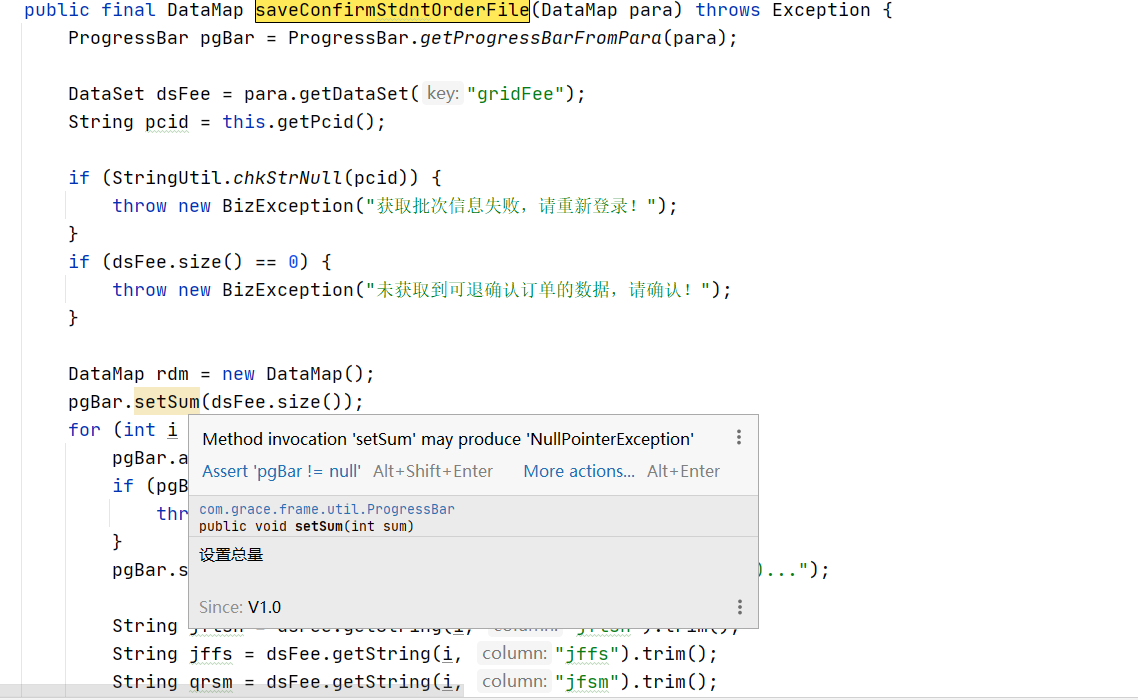 public final DataMap saveConfirmStdntOrderFile(DataMap para) throws Exception {
ProgressBar pgBar = ProgressBar.getProgressBarFromPara(para);
DataSet dsFee = para.getDataSet( key: "gridFee");
String pcid = this.getPcid();
if (StringUtil.chkStrNull(pcid)) {
throw new BizException("获取批次信息失败，请重新登录！");
}
if (dsFee.size() == 0) {
throw new BizException("未获取到可退确认订单的数据，请确认！");
}
DataMap rdm = new DataMap();
pgBar.setSum(dsFee.size());
for (int i
Method invocation 'setSum' may produce 'NullPointerException'
pgBar.a
Assert 'pgBar != null' Alt+Shift+Enter More actions... Alt+Enter
if (pgB
com.grace.frame.util.ProgressBar
thr
public void setSum(int sum)
}
设置总量
pgBar.s )...");
Since: V1.0
String = dsFee.getString(i, .trim();
String jffs = dsFee.getString(i, column: "jffs").trim();
String qrsm = dsFee.getString(i, column: "jfsm").trim();